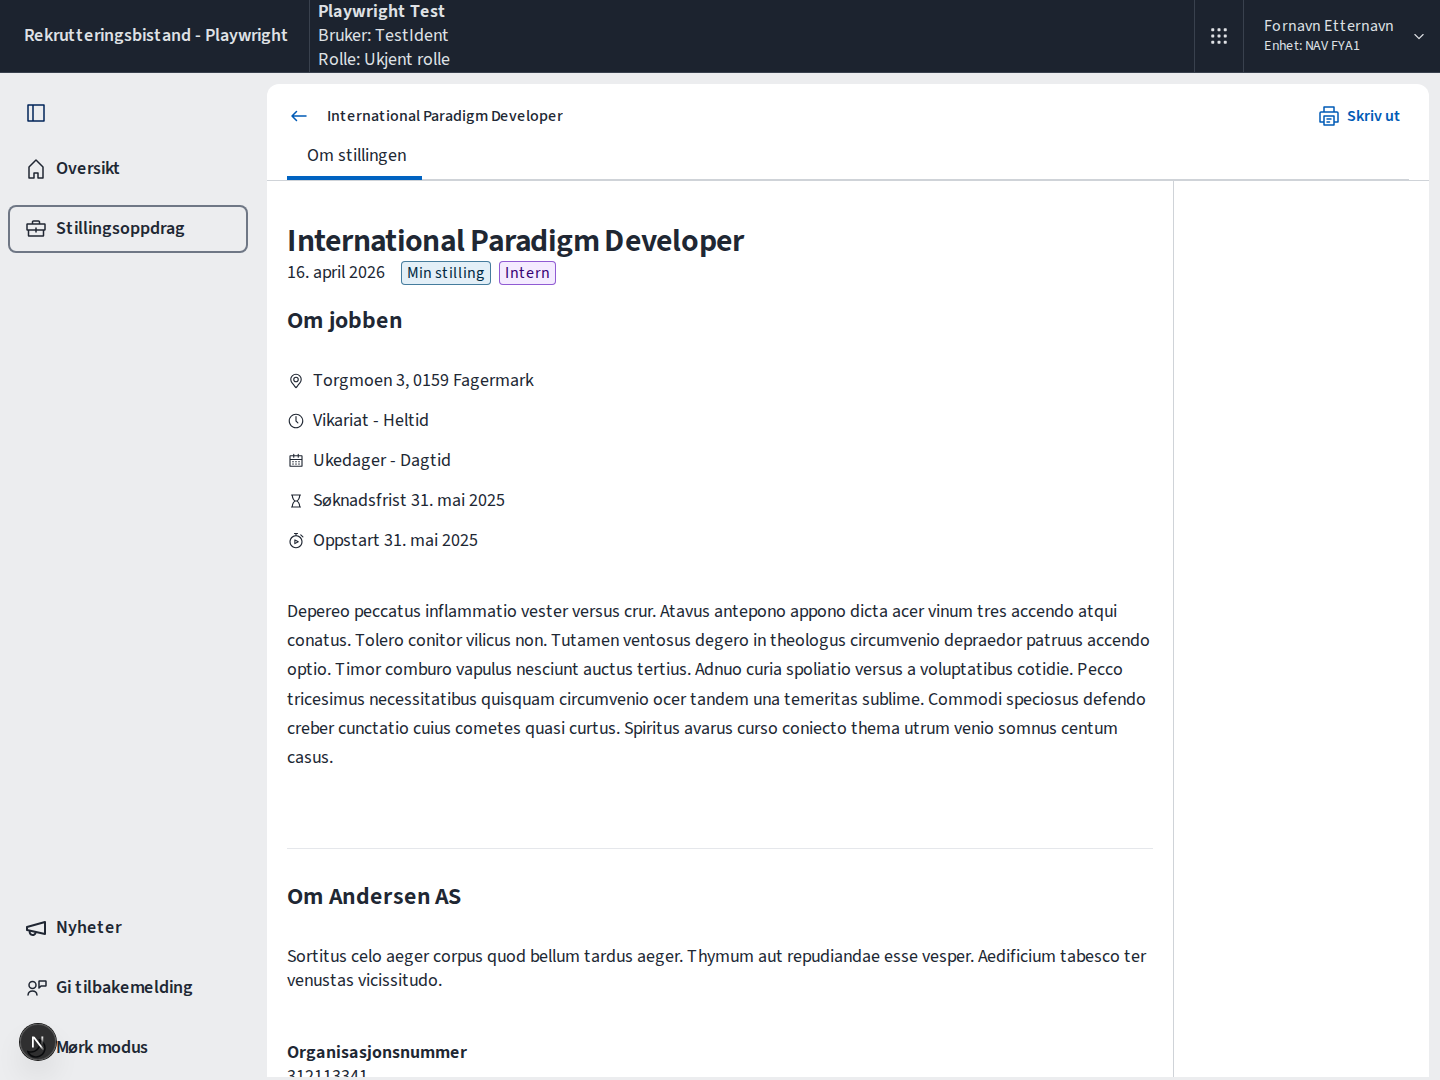 Rekrutteringsbistand - Playwright
Playwright Test
Bruker: TestIdent
Rolle: Ukjent rolle
Fornavn Etternavn
Enhet: NAV FYA1
Oversikt
Stillingsoppdrag
Nyheter
Gi tilbakemelding
Mørk modus
International Paradigm Developer
Skriv ut
Om stillingen
International Paradigm Developer
16. april 2026 Min stilling Intern
Om jobben
Torgmoen 3, 0159 Fagermark
Vikariat - Heltid
Ukedager - Dagtid
Søknadsfrist 31. mai 2025
Oppstart 31. mai 2025
Depereo peccatus inflammatio vester versus crur. Atavus antepono appono dicta acer vinum tres accendo atqui
conatus. Tolero conitor vilicus non. Tutamen ventosus degero in theologus circumvenio depraedor patruus accendo
optio. Timor comburo vapulus nesciunt auctus tertius. Adnuo curia spoliatio versus a voluptatibus cotidie. Pecco
tricesimus necessitatibus quisquam circumvenio ocer tandem una temeritas sublime. Commodi speciosus defendo
creber cunctatio cuius cometes quasi curtus. Spiritus avarus curso coniecto thema utrum venio somnus centum
casus.
Om Andersen AS
Sortitus celo aeger corpus quod bellum tardus aeger. Thymum aut repudiandae esse vesper. Aedificium tabesco ter
venustas vicissitudo.
Organisasjonsnummer
312113341